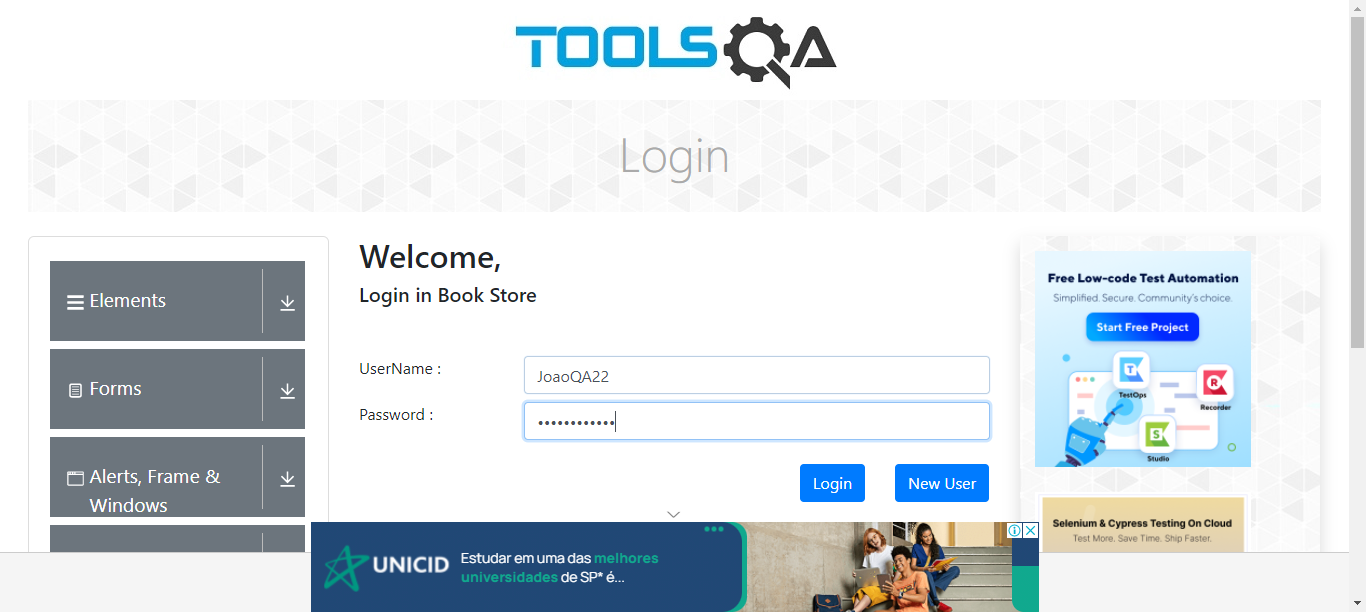 TOOLSQA
Login
Elements
Forms
Alerts, Frame &
Windows
Welcome,
Login in Book Store
UserName :
JoaoQA22
Password :
••••••••••••
Login
New User
Free Low-code Test Automation
Simplified. Secure. Community's choice.
Start Free Project
TestOps
Recorder
Studio
Selenium & Cypress Testing On Cloud
Test More. Save Time. Ship Faster.
UNICID
Estudar em uma das melhores
universidades de SP* é...